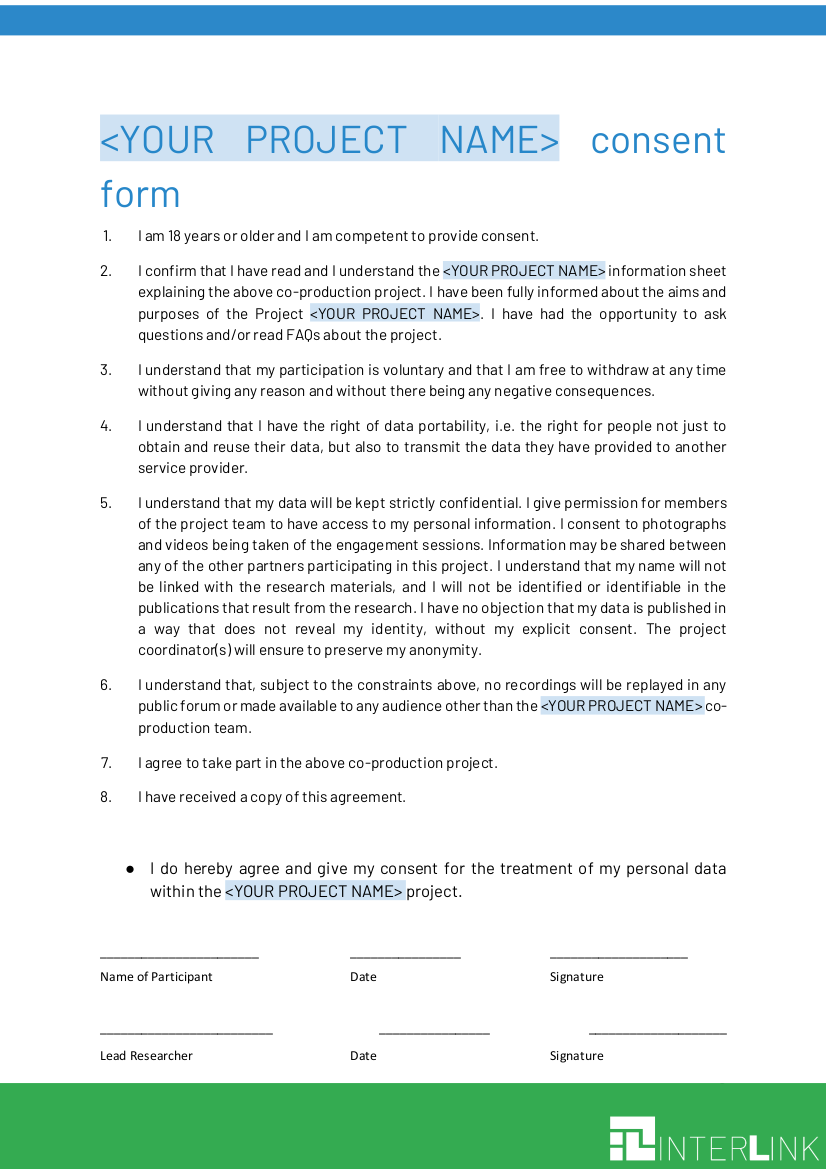 <YOUR PROJECT NAME> consent
form
1. I am 18 years or older and I am competent to provide consent.
2. I confirm that I have read and I understand the <YOUR PROJECT NAME> information sheet
explaining the above co-production project. I have been fully informed about the aims and
purposes of the Project <YOUR PROJECT NAME>. I have had the opportunity to ask
questions and/or read FAQs about the project.
3. I understand that my participation is voluntary and that I am free to withdraw at any time
without giving any reason and without there being any negative consequences.
4. I understand that I have the right of data portability, i.e. the right for people not just to
obtain and reuse their data, but also to transmit the data they have provided to another
service provider.
5. I understand that my data will be kept strictly confidential. I give permission for members
of the project team to have access to my personal information. I consent to photographs
and videos being taken of the engagement sessions. Information may be shared between
any of the other partners participating in this project. I understand that my name will not
be linked with the research materials, and I will not be identified or identifiable in the
publications that result from the research. I have no objection that my data is published in
a way that does not reveal my identity, without my explicit consent. The project
coordinator(s) will ensure to preserve my anonymity.
6. I understand that, subject to the constraints above, no recordings will be replayed in any
public forum or made available to any audience other than the <YOUR PROJECT NAME> co-
production team.
7. I agree to take part in the above co-production project.
8. I have received a copy of this agreement.
● I do hereby agree and give my consent for the treatment of my personal data
within the <YOUR PROJECT NAME> project.
_______________________ ________________ ____________________
Name of Participant Date Signature
_________________________ ________________ ____________________
Lead Researcher Date Signature
INTERLINK